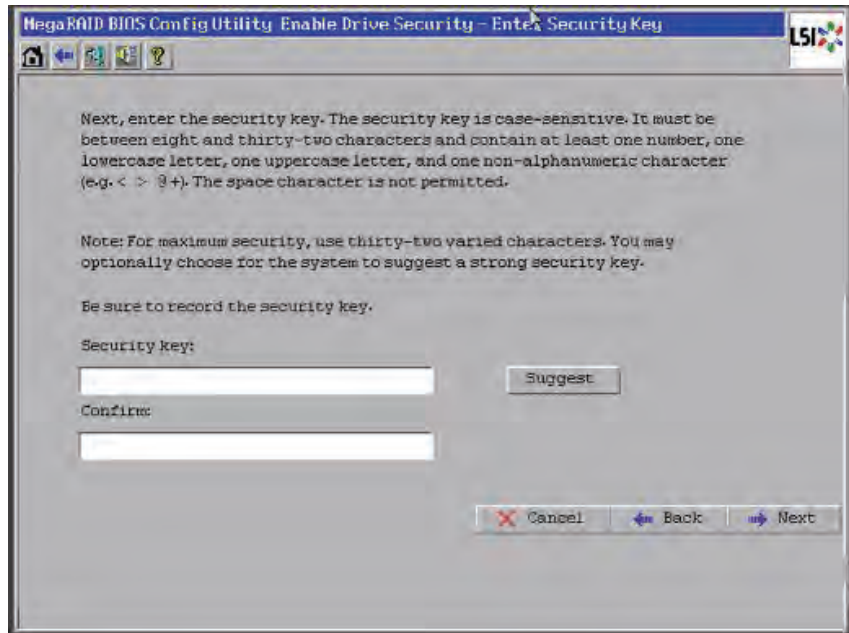 MegaRAID BIOS Config Utility Enable Drive Security - Enter Security Key
LSI
Next, enter the security key. The security key is case-sensitive. It must be
between eight and thirty-two characters and contain at least one number, one
lowercase letter, one uppercase letter, and one non-alphanumeric character
(e.g. < > @ +). The space character is not permitted.
Note: For maximum security, use thirty-two varied characters. You may
optionally choose for the system to suggest a strong security key.
Be sure to record the security key.
Security key:
Suggest
Confirm:
Cancel Back Next